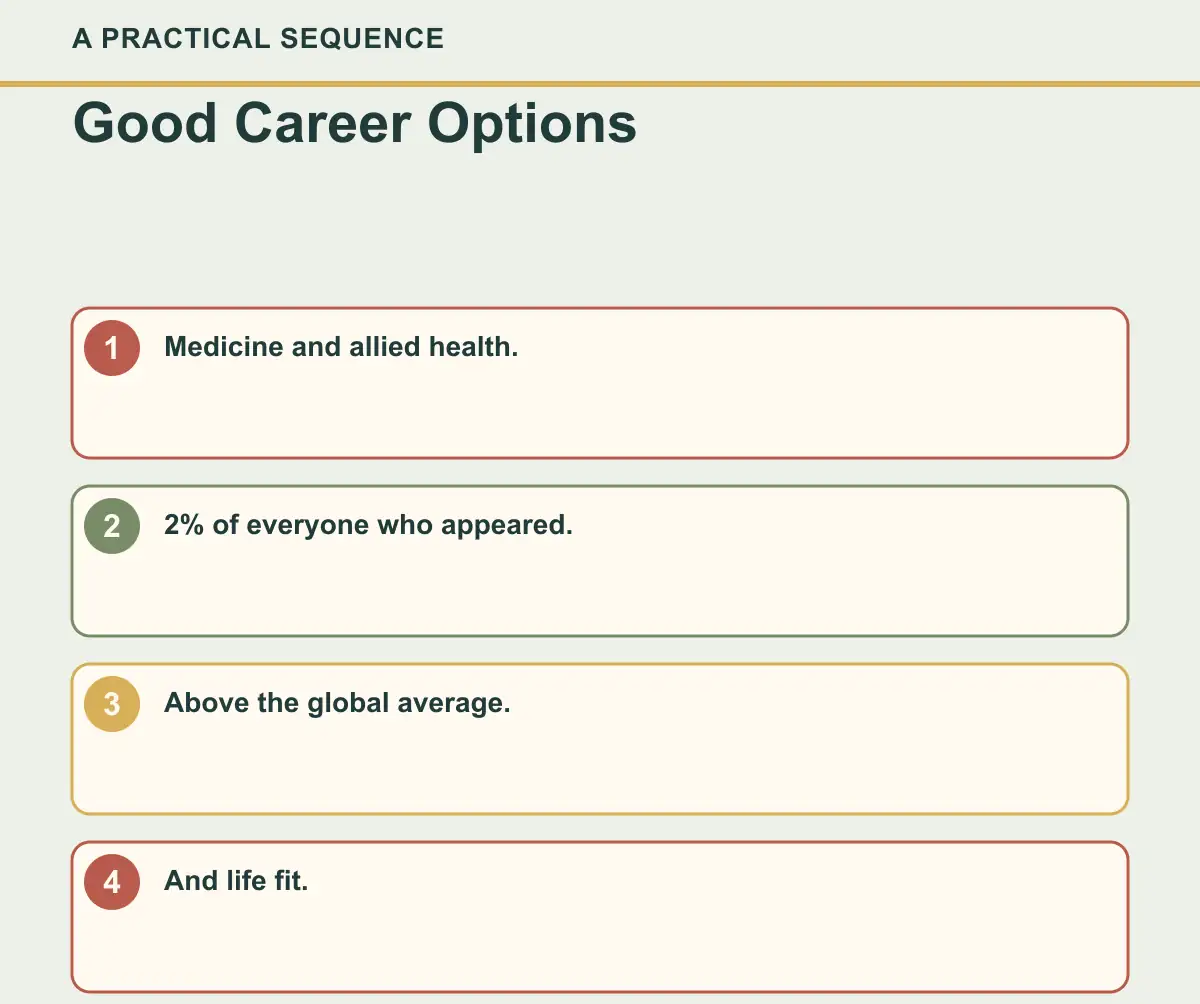 A PRACTICAL SEQUENCE
Good Career Options
1 Medicine and allied health.
2 2% of everyone who appeared.
3 Above the global average.
4 And life fit.